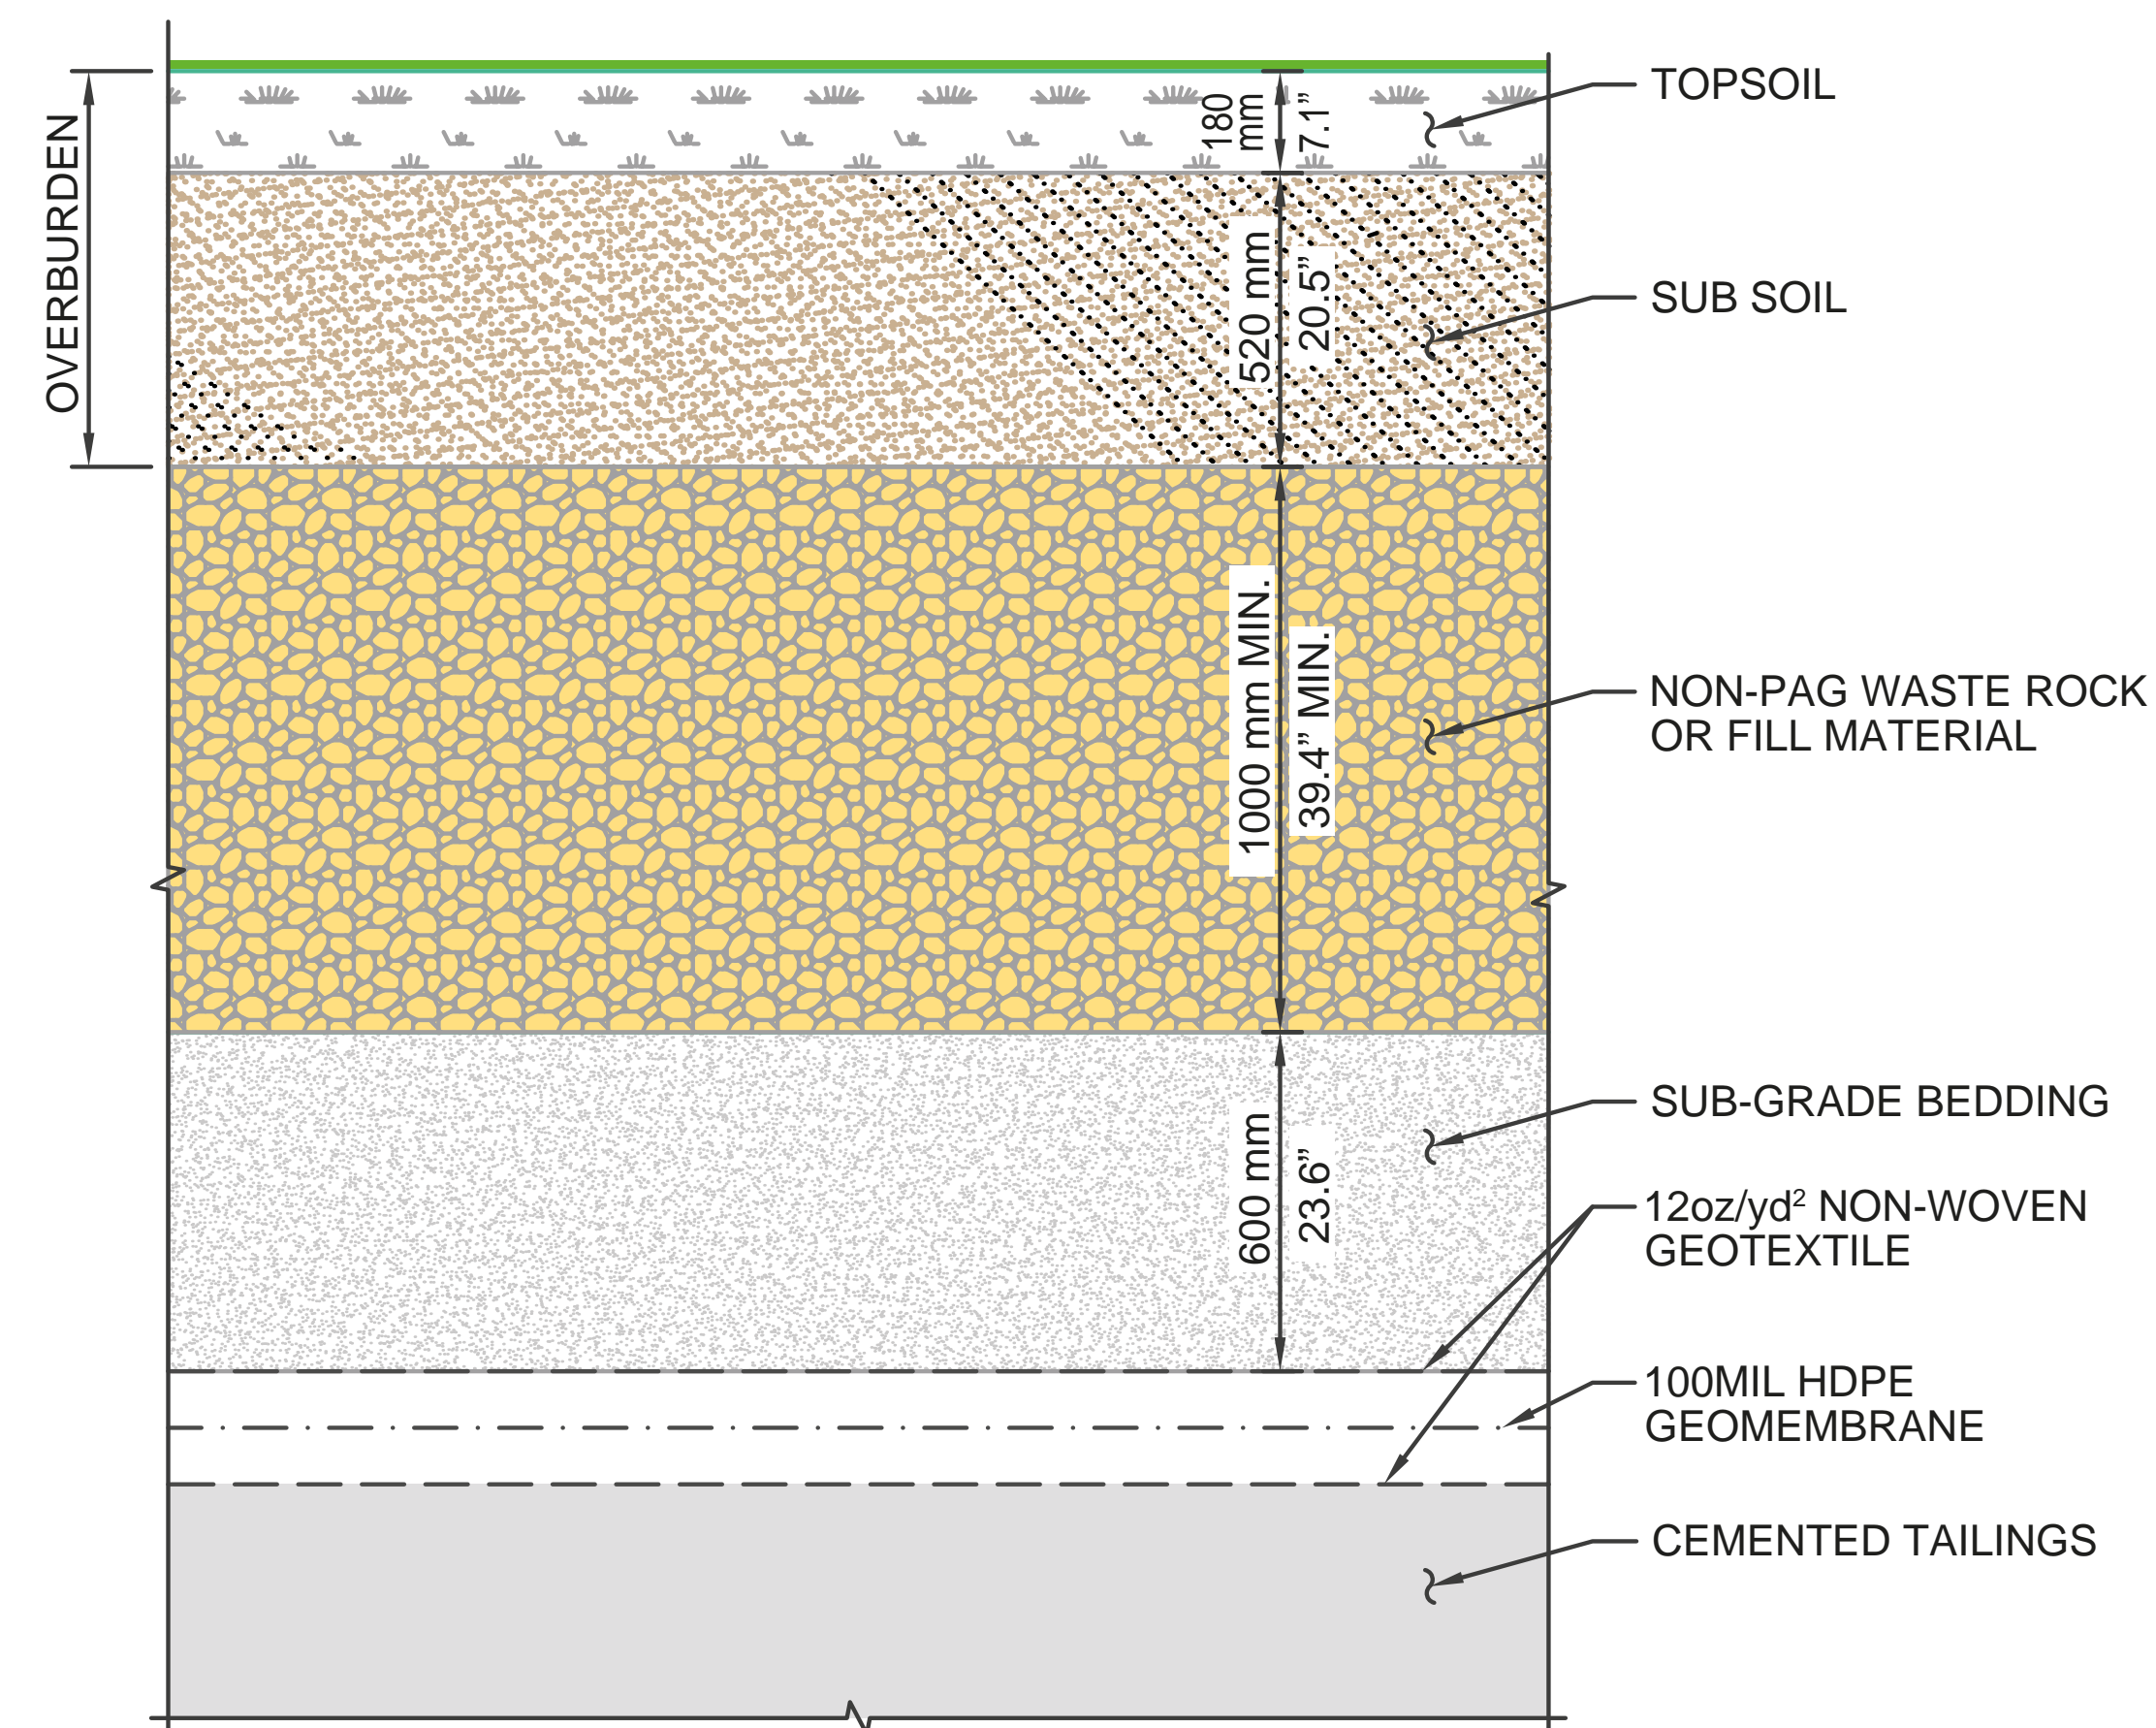 OVERBURDEN
180
mm
7.1”
TOPSOIL
520 mm
20.5”
SUB SOIL
1000 mm MIN.
39.4” MIN.
NON-PAG WASTE ROCK
OR FILL MATERIAL
600 mm
23.6”
SUB-GRADE BEDDING
12oz/yd² NON-WOVEN
GEOTEXTILE
100MIL HDPE
GEOMEMBRANE
CEMENTED TAILINGS